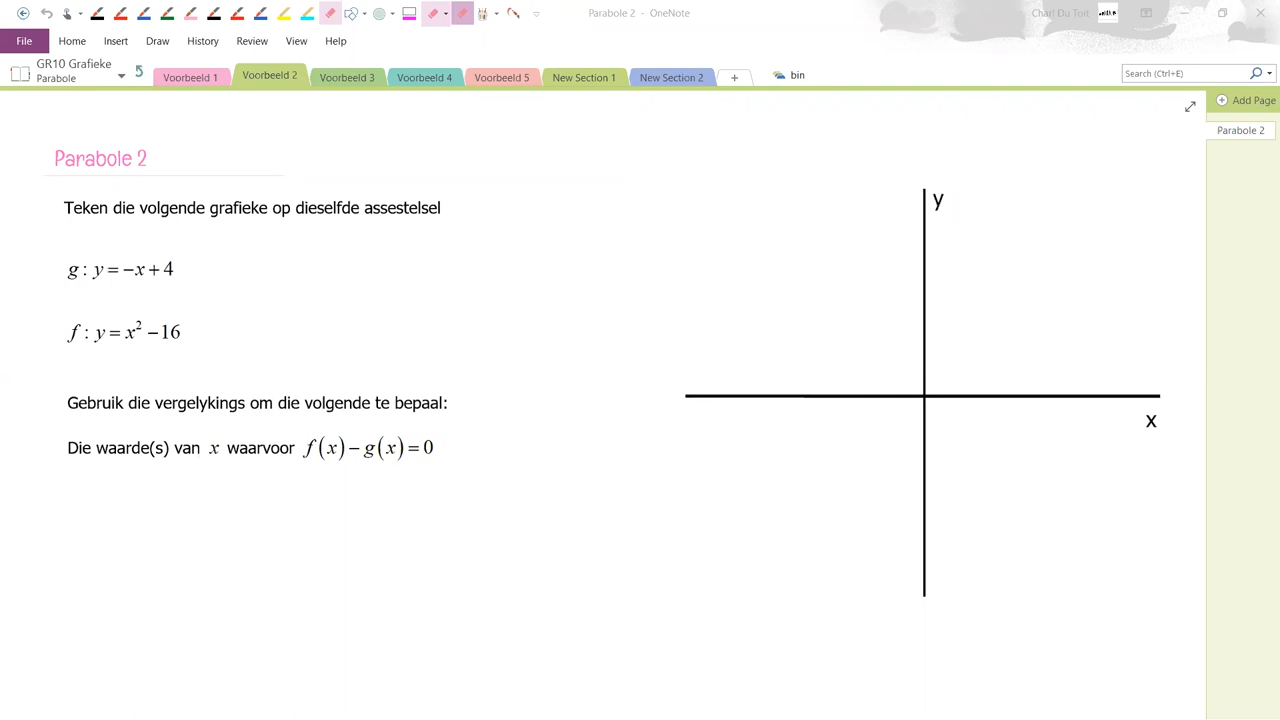 Parabole 2 - OneNote
Charl Du Toit
File Home Insert Draw History Review View Help
GR10 Grafieke
Parabole
Voorbeeld 1 Voorbeeld 2 Voorbeeld 3 Voorbeeld 4 Voorbeeld 5 New Section 1 New Section 2 + bin
Search (Ctrl+E)
Add Page
Parabole 2
Parabole 2
Teken die volgende grafieke op dieselfde assestelsel
g : y = −x + 4
f : y = x² − 16
Gebruik die vergelykings om die volgende te bepaal:
Die waarde(s) van x waarvoor f(x) − g(x) = 0
y
x